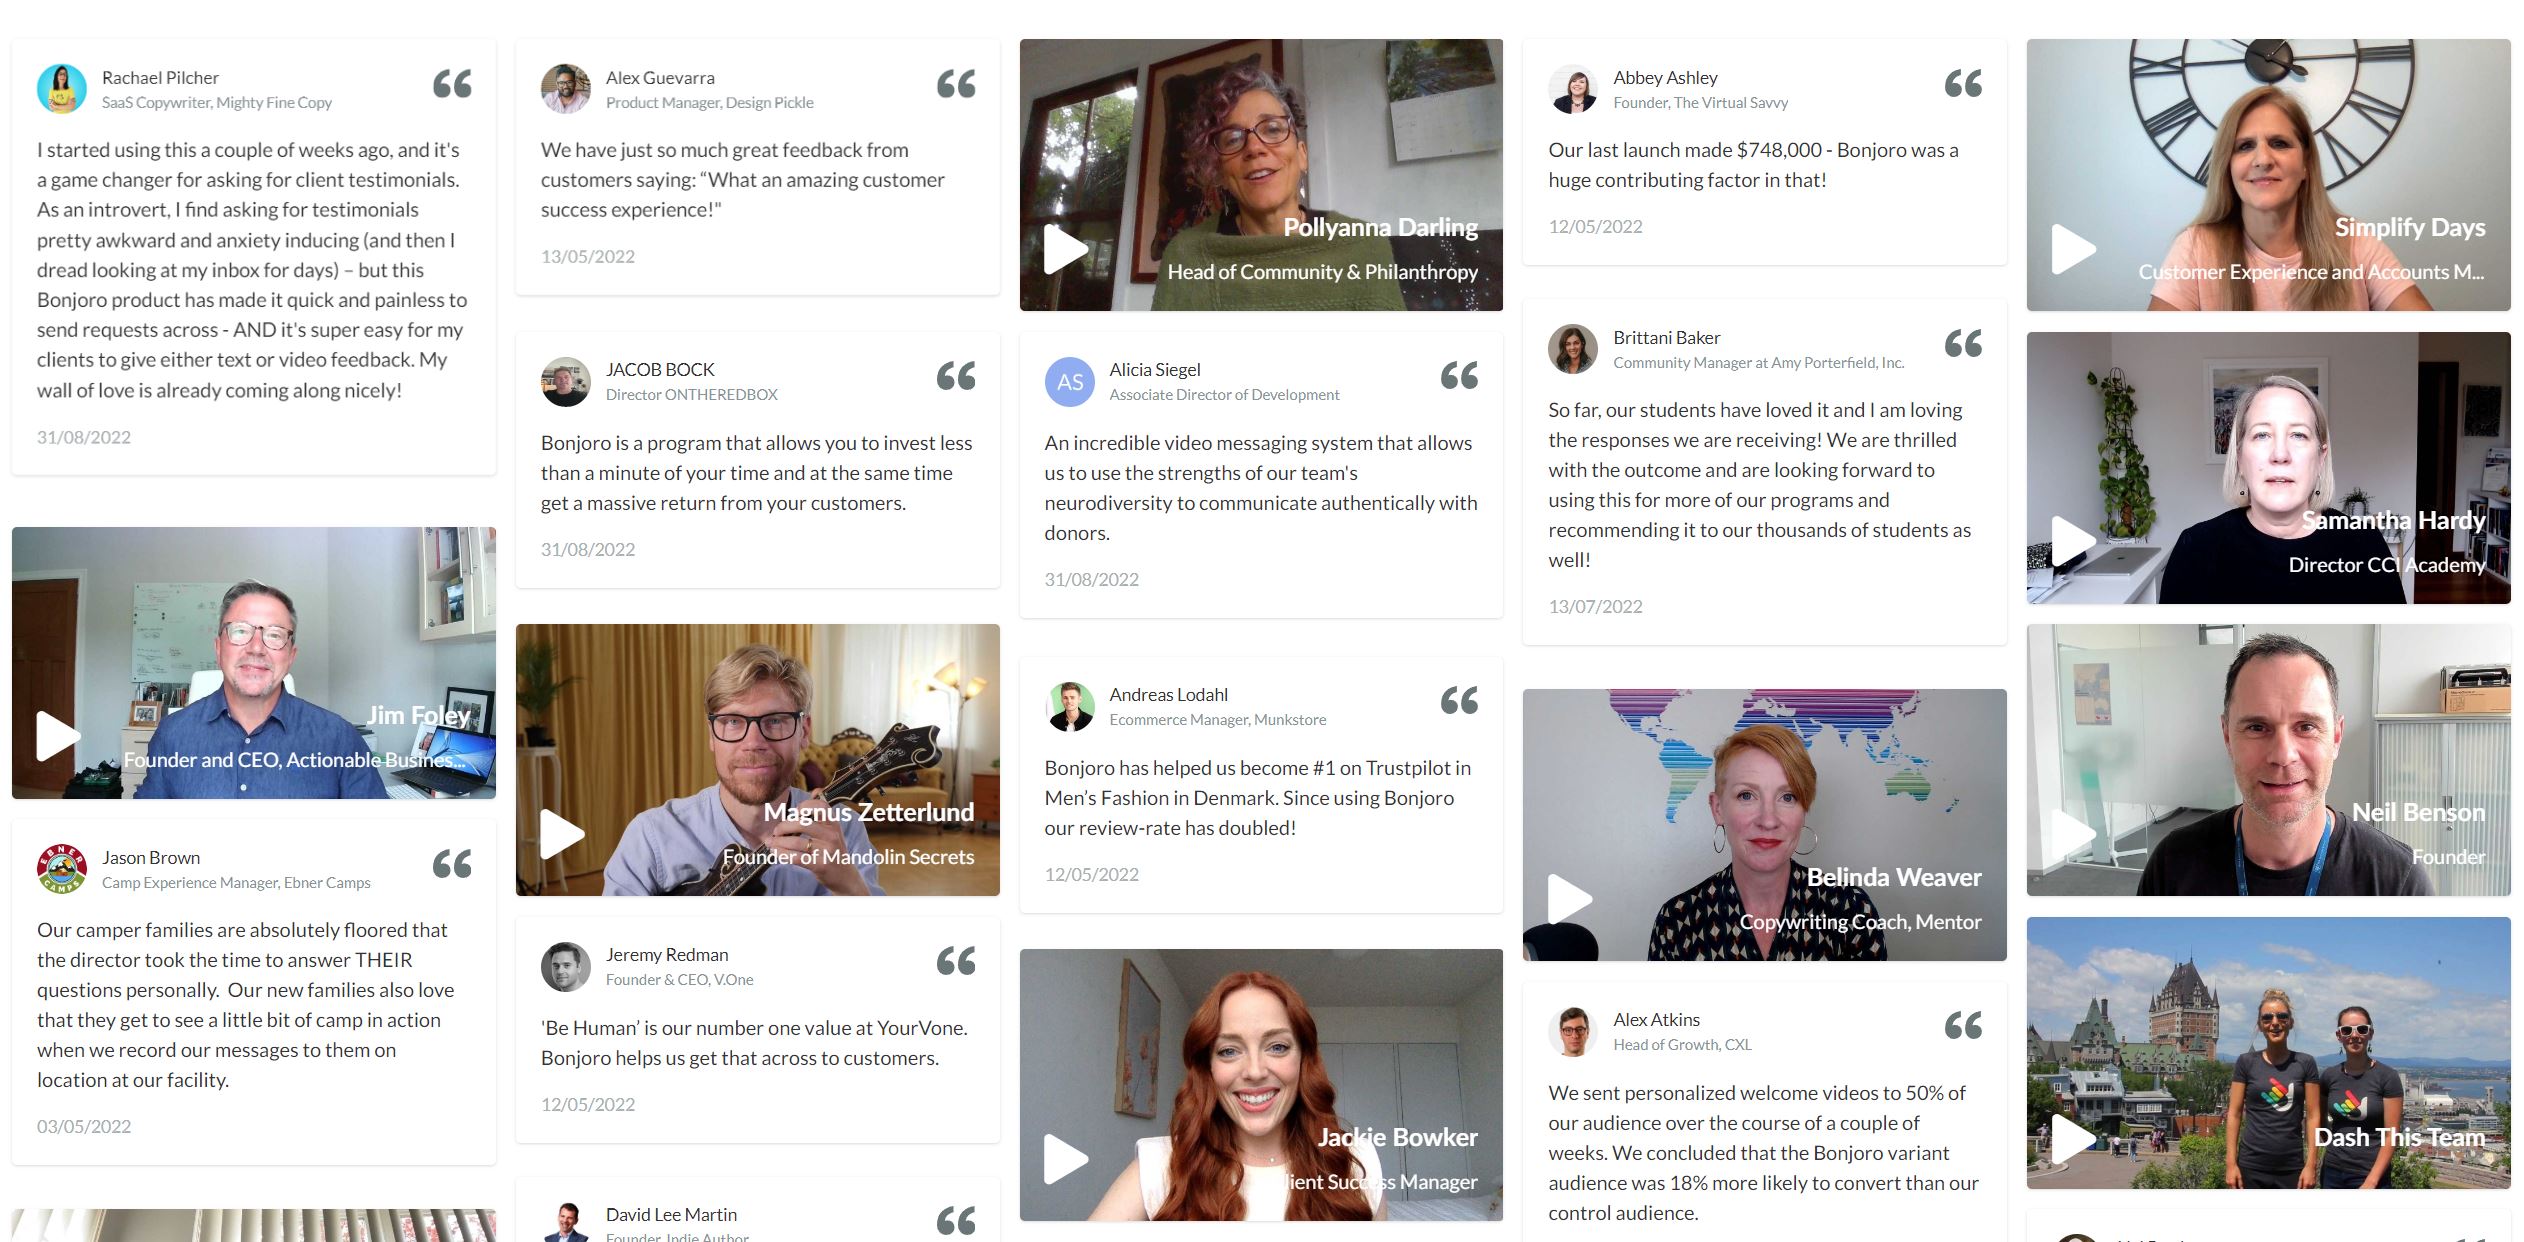 Rachael Pilcher
SaaS Copywriter, Mighty Fine Copy
I started using this a couple of weeks ago, and it's
a game changer for asking for client testimonials.
As an introvert, I find asking for testimonials
pretty awkward and anxiety inducing (and then I
dread looking at my inbox for days) – but this
Bonjoro product has made it quick and painless to
send requests across - AND it's super easy for my
clients to give either text or video feedback. My
wall of love is already coming along nicely!
31/08/2022
Jim Foley
Founder and CEO, Actionable Busines...
EBNER
CAMPS
Jason Brown
Camp Experience Manager, Ebner Camps
Our camper families are absolutely floored that
the director took the time to answer THEIR
questions personally.  Our new families also love
that they get to see a little bit of camp in action
when we record our messages to them on
location at our facility.
03/05/2022
Alex Guevarra
Product Manager, Design Pickle
We have just so much great feedback from
customers saying: “What an amazing customer
success experience!"
13/05/2022
JACOB BOCK
Director ONTHEREDBOX
Bonjoro is a program that allows you to invest less
than a minute of your time and at the same time
get a massive return from your customers.
31/08/2022
Magnus Zetterlund
Founder of Mandolin Secrets
Jeremy Redman
Founder & CEO, V.One
'Be Human’ is our number one value at YourVone.
Bonjoro helps us get that across to customers.
12/05/2022
David Lee Martin
Founder, Indie Author
Pollyanna Darling
Head of Community & Philanthropy
AS
Alicia Siegel
Associate Director of Development
An incredible video messaging system that allows
us to use the strengths of our team's
neurodiversity to communicate authentically with
donors.
31/08/2022
Andreas Lodahl
Ecommerce Manager, Munkstore
Bonjoro has helped us become #1 on Trustpilot in
Men’s Fashion in Denmark. Since using Bonjoro
our review-rate has doubled!
12/05/2022
Jackie Bowker
lient Success Manager
Abbey Ashley
Founder, The Virtual Savvy
Our last launch made $748,000 - Bonjoro was a
huge contributing factor in that!
12/05/2022
Brittani Baker
Community Manager at Amy Porterfield, Inc.
So far, our students have loved it and I am loving
the responses we are receiving! We are thrilled
with the outcome and are looking forward to
using this for more of our programs and
recommending it to our thousands of students as
well!
13/07/2022
Belinda Weaver
Copywriting Coach, Mentor
Alex Atkins
Head of Growth, CXL
We sent personalized welcome videos to 50% of
our audience over the course of a couple of
weeks. We concluded that the Bonjoro variant
audience was 18% more likely to convert than our
control audience.
Simplify Days
Customer Experience and Accounts M...
Samantha Hardy
Director CCI Academy
Neil Benson
Founder
Dash This Team